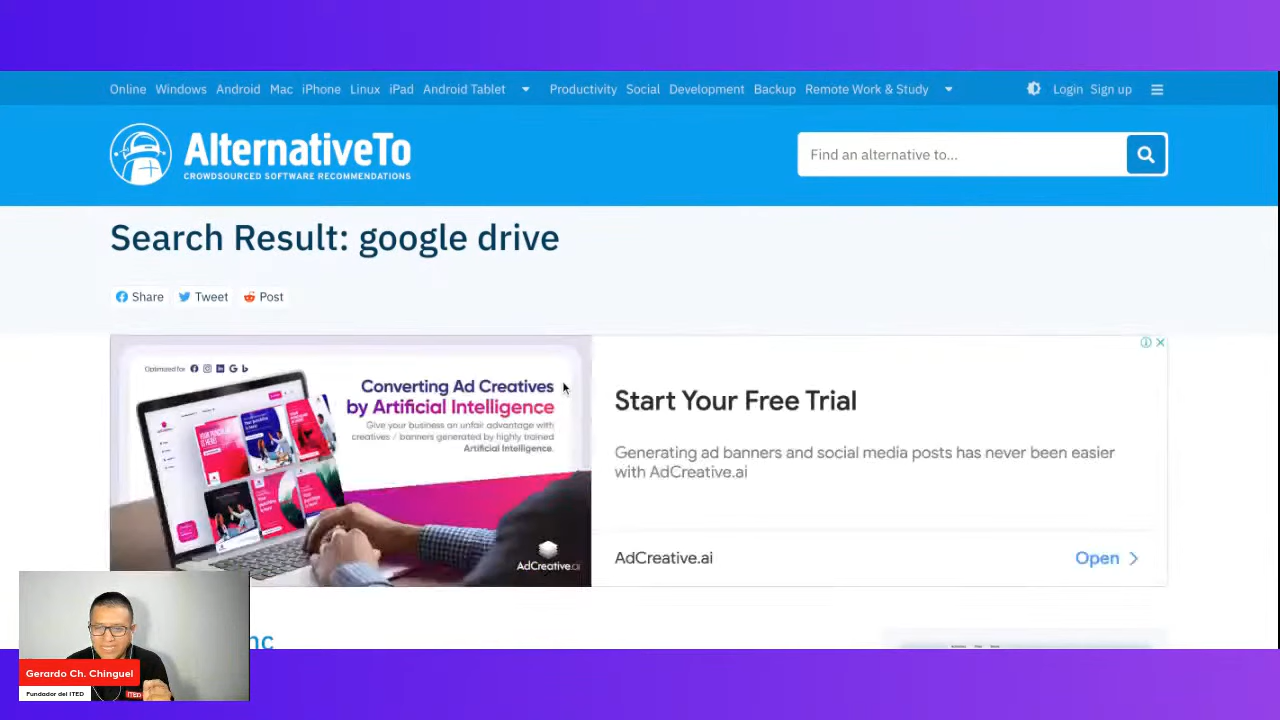 Online Windows Android Mac iPhone Linux iPad Android Tablet Productivity Social Development Backup Remote Work & Study Login Sign up
AlternativeTo
CROWDSOURCED SOFTWARE RECOMMENDATIONS
Find an alternative to...
Search Result: google drive
Share Tweet Post
Optimized for
Converting Ad Creatives
by Artificial Intelligence
Give your business an unfair advantage with
creatives / banners generated by highly trained
Artificial Intelligence.
AdCreative.ai
Start Your Free Trial
Generating ad banners and social media posts has never been easier
with AdCreative.ai
AdCreative.ai
Open
nc
Gerardo Ch. Chinguel
Fundador del ITED
ITED